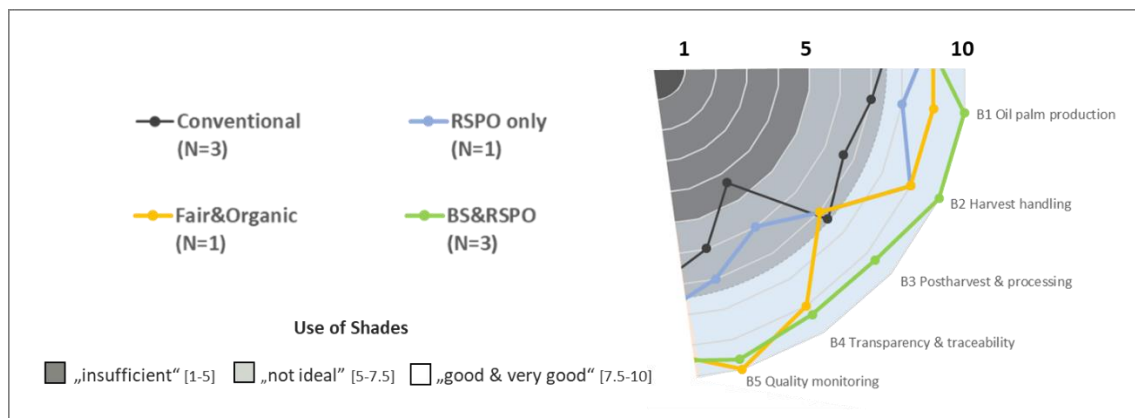 1 5 10
Conventional
(N=3)
RSPO only
(N=1)
Fair&Organic
(N=1)
BS&RSPO
(N=3)
B1 Oil palm production
B2 Harvest handling
B3 Postharvest & processing
B4 Transparency & traceability
B5 Quality monitoring
Use of Shades
„insufficient“ [1-5] „not ideal“ [5-7.5] „good & very good“ [7.5-10]